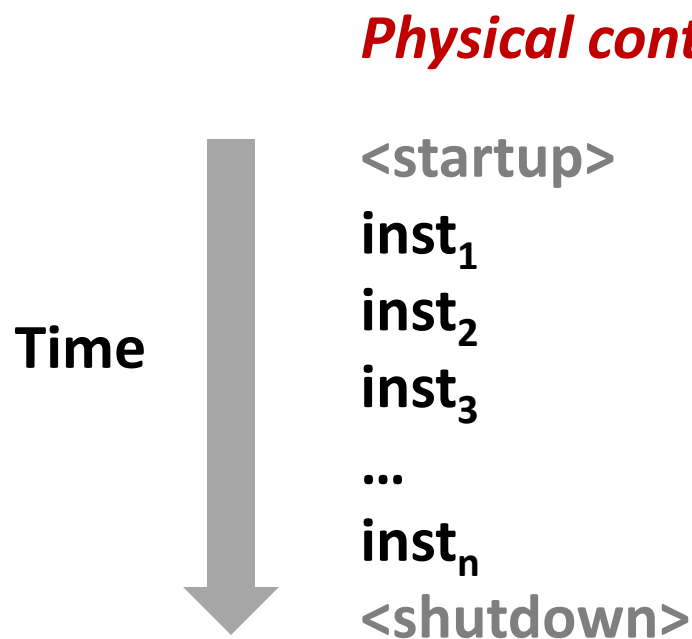 Physical cont
<startup>
inst₁
inst₂
Time
inst₃
...
instₙ
<shutdown>